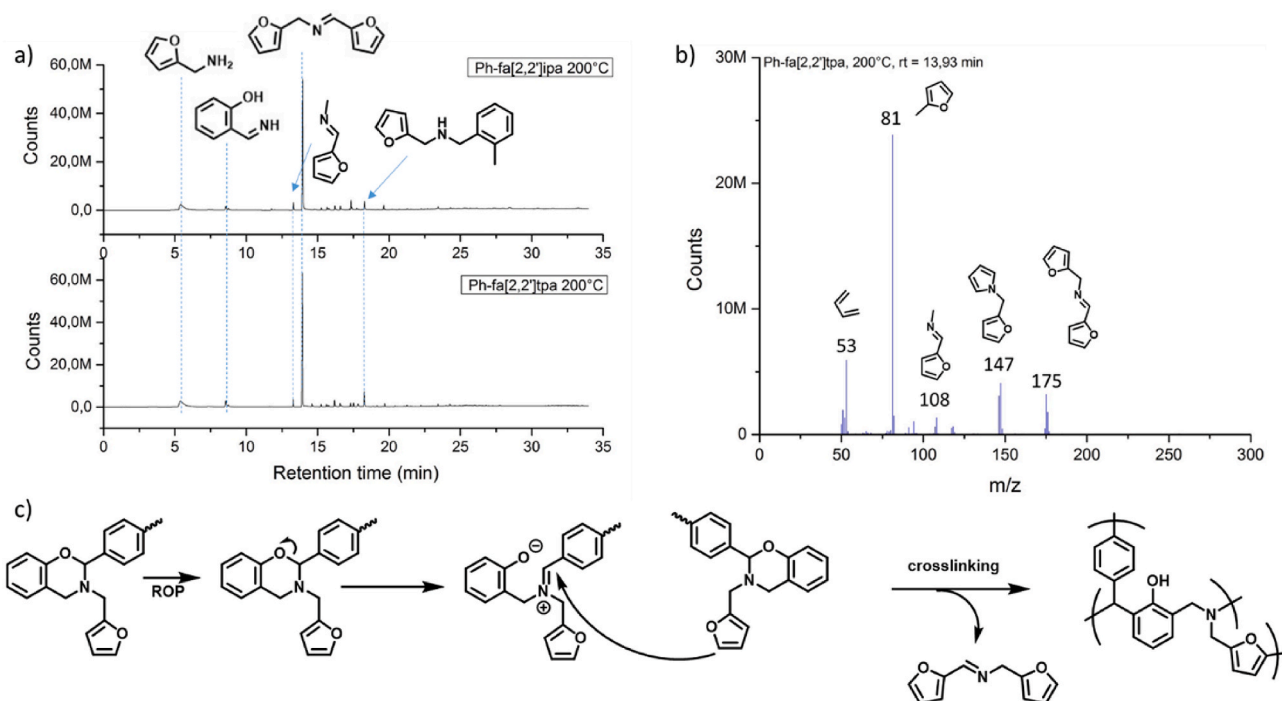 a)
Ph-fa[2,2']ipa 200°C
60,0M
40,0M
20,0M
0,0
Counts
O
NH₂
OH
NH
O
N
O
N
O
O
H
N
0 5 10 15 20 25 30 35
Ph-fa[2,2']tpa 200°C
60,0M
40,0M
20,0M
0,0
Counts
0 5 10 15 20 25 30 35
Retention time (min)
b)
Ph-fa[2,2']tpa, 200°C, rt = 13,93 min
30M
20M
10M
0
Counts
53
81
O
108
N
O
147
N
O
175
O
N
O
0 50 100 150 200 250 300
m/z
c)
O
N
O
ROP
O
N
O
O
⊖
N
⊕
O
O
N
O
crosslinking
O
N
O
OH
N
O